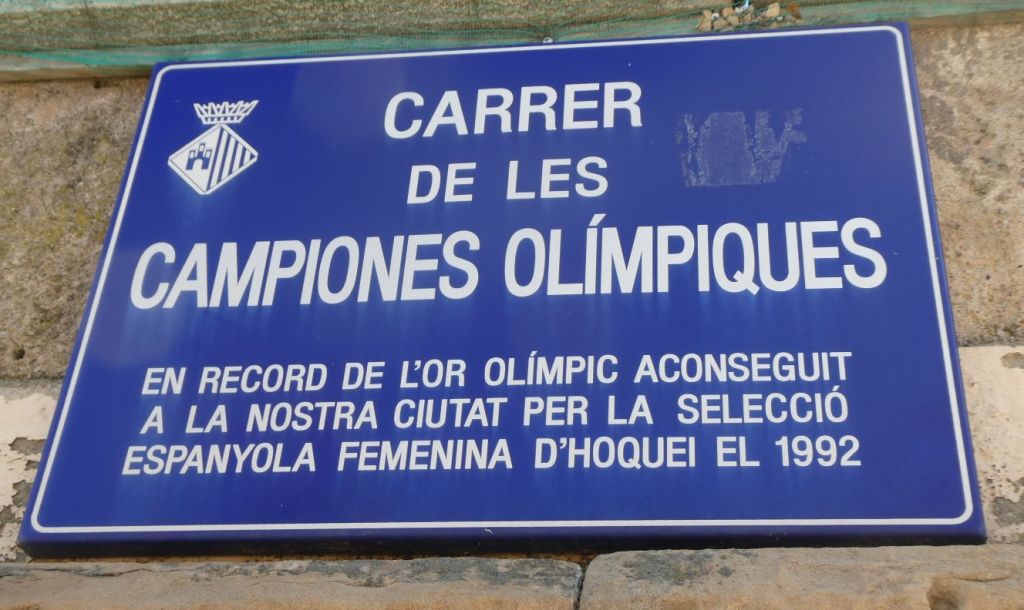 CARRER
DE LES
CAMPIONES OLÍMPIQUES
EN RECORD DE L'OR OLÍMPIC ACONSEGUIT
A LA NOSTRA CIUTAT PER LA SELECCIÓ
ESPANYOLA FEMENINA D'HOQUEI EL 1992